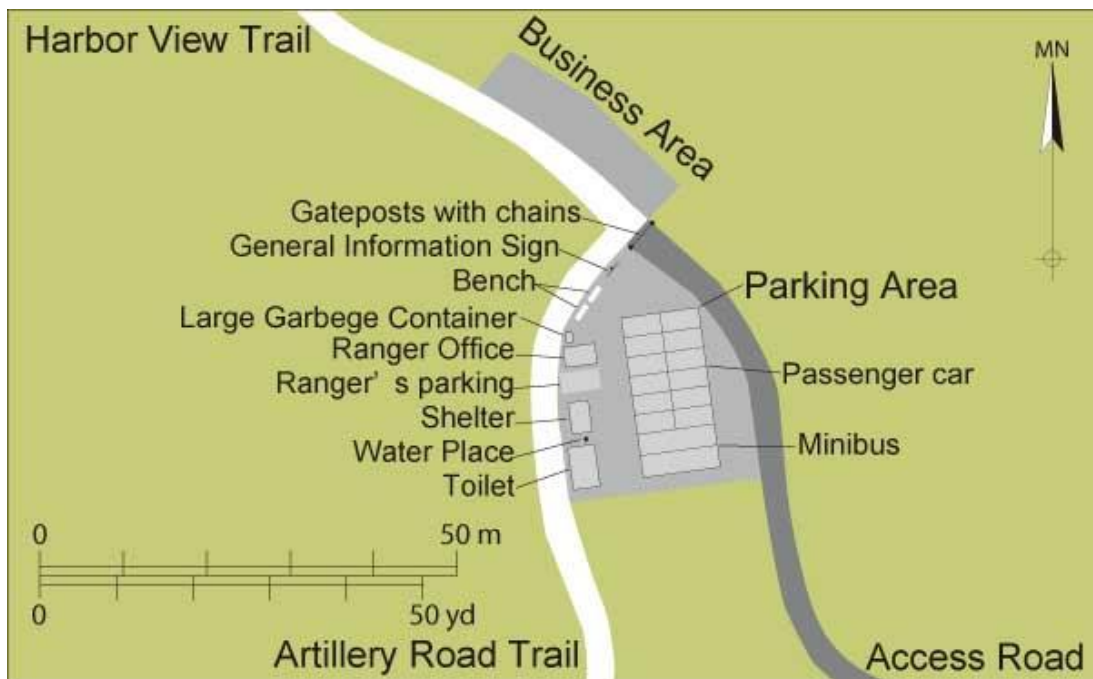 Harbor View Trail
Business Area
MN
Gateposts with chains
General Information Sign
Bench
Parking Area
Large Garbege Container
Ranger Office
Ranger’ s parking
Passenger car
Shelter
Water Place
Minibus
Toilet
0 50 m
0 50 yd
Artillery Road Trail
Access Road